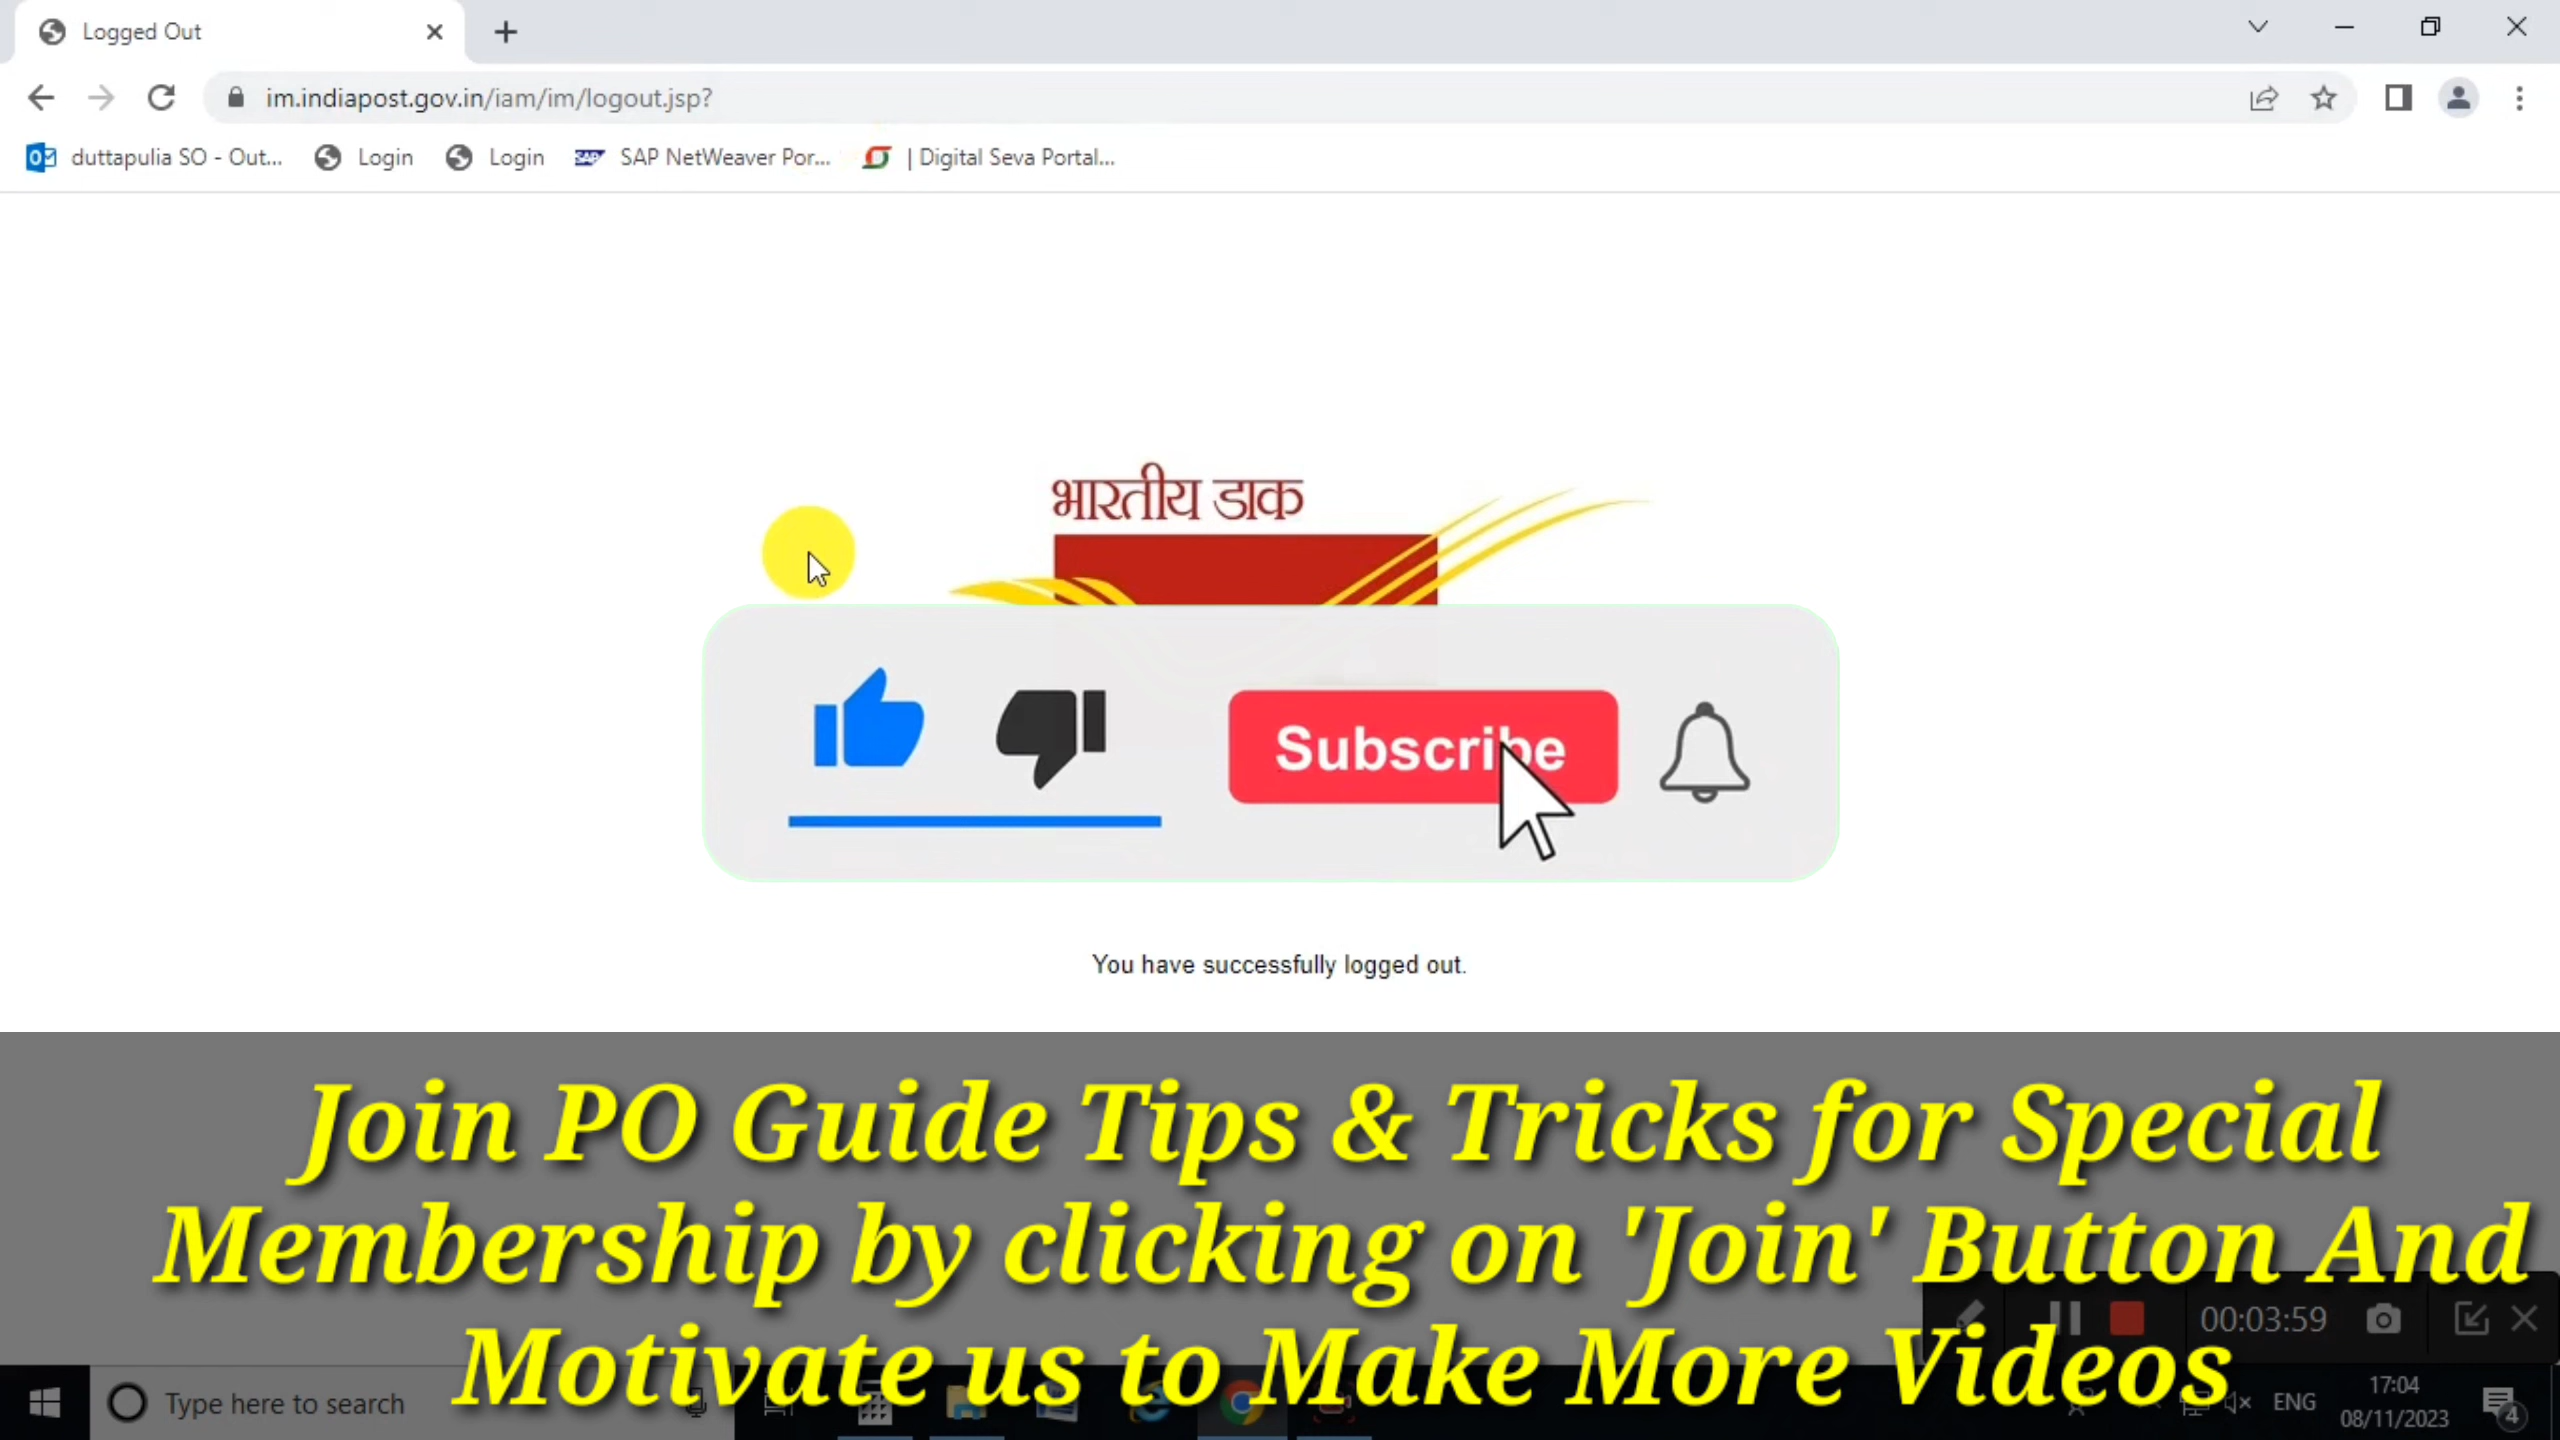 Logged Out
im.indiapost.gov.in/iam/im/logout.jsp?
duttapulia SO - Out... Login Login SAP NetWeaver Por... | Digital Seva Portal...
भारतीय डाक
Subscribe
You have successfully logged out.
Join PO Guide Tips & Tricks for Special
Membership by clicking on 'Join' Button And
Motivate us to Make More Videos
00:03:59
Type here to search
ENG
17:04
08/11/2023
4